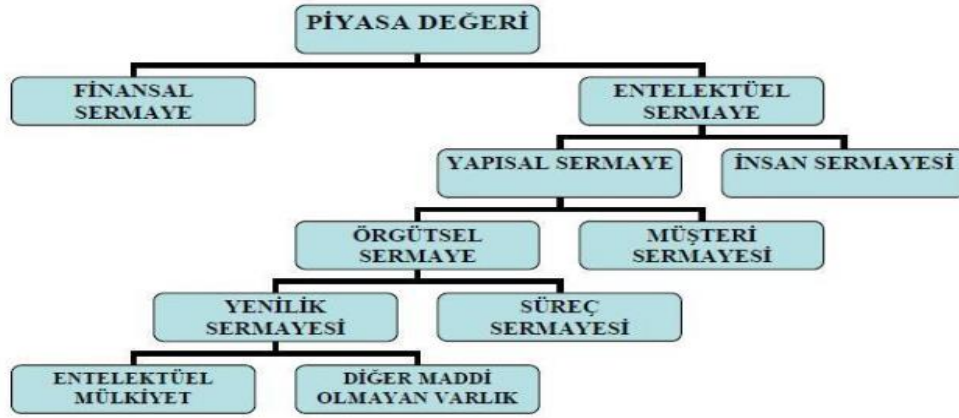 PİYASA DEĞERİ
FİNANSAL
SERMAYE
ENTELEKTÜEL
SERMAYE
YAPISAL SERMAYE
İNSAN SERMAYESİ
ÖRGÜTSEL
SERMAYE
MÜŞTERİ
SERMAYESİ
YENİLİK
SERMAYESİ
SÜREÇ
SERMAYESİ
ENTELEKTÜEL
MÜLKİYET
DİĞER MADDİ
OLMAYAN VARLIK